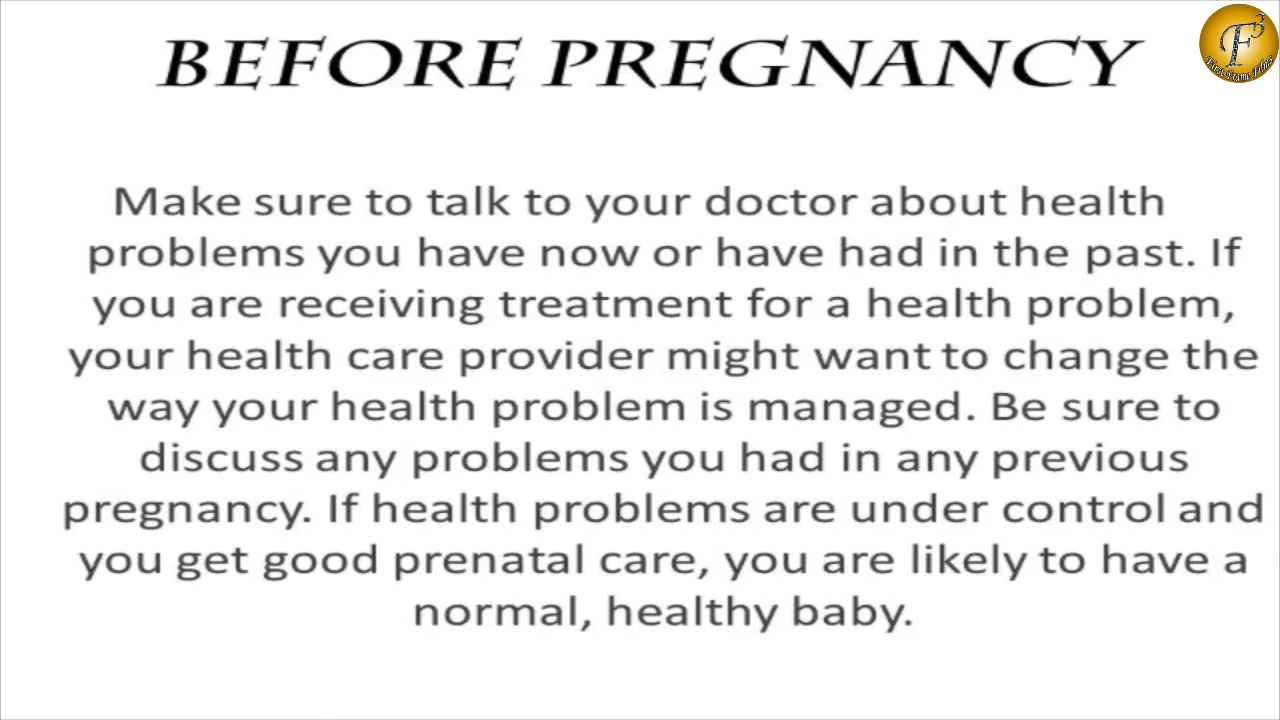 BEFORE PREGNANCY
F3
First Frame Films
Make sure to talk to your doctor about health
problems you have now or have had in the past. If
you are receiving treatment for a health problem,
your health care provider might want to change the
way your health problem is managed. Be sure to
discuss any problems you had in any previous
pregnancy. If health problems are under control and
you get good prenatal care, you are likely to have a
normal, healthy baby.